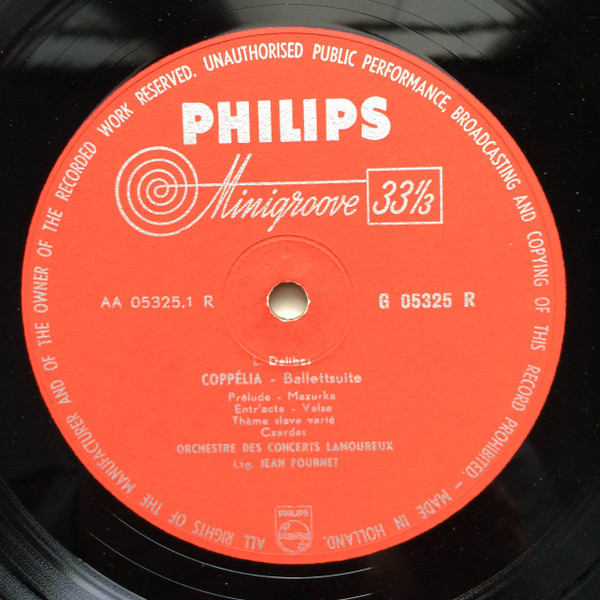 ALL RIGHTS OF THE MANUFACTURER AND OF THE OWNER OF THE RECORDED WORK RESERVED. UNAUTHORISED PUBLIC PERFORMANCE, BROADCASTING AND COPYING OF THIS RECORD PROHIBITED. – MADE IN HOLLAND.
PHILIPS
Minigroove 33 1/3
AA 05325.1 R G 05325 R
L. Delibes
COPPÉLIA - Ballettsuite
Prélude - Mazurka
Entr'acte - Valse
Thème slave varié
Czardas
ORCHESTRE DES CONCERTS LAMOUREUX
Ltg. JEAN FOURNET
PHILIPS